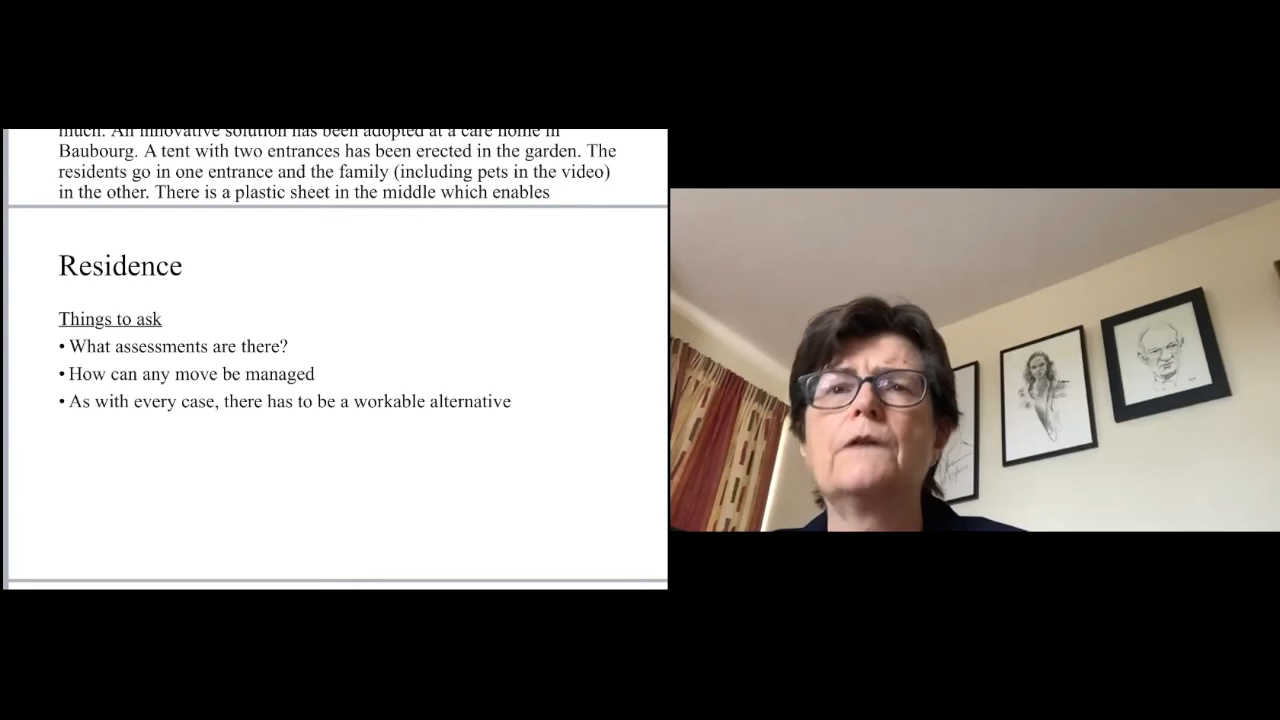 much. An innovative solution has been adopted at a care home in
Baubourg. A tent with two entrances has been erected in the garden. The
residents go in one entrance and the family (including pets in the video)
in the other. There is a plastic sheet in the middle which enables
Residence
Things to ask
• What assessments are there?
• How can any move be managed
• As with every case, there has to be a workable alternative